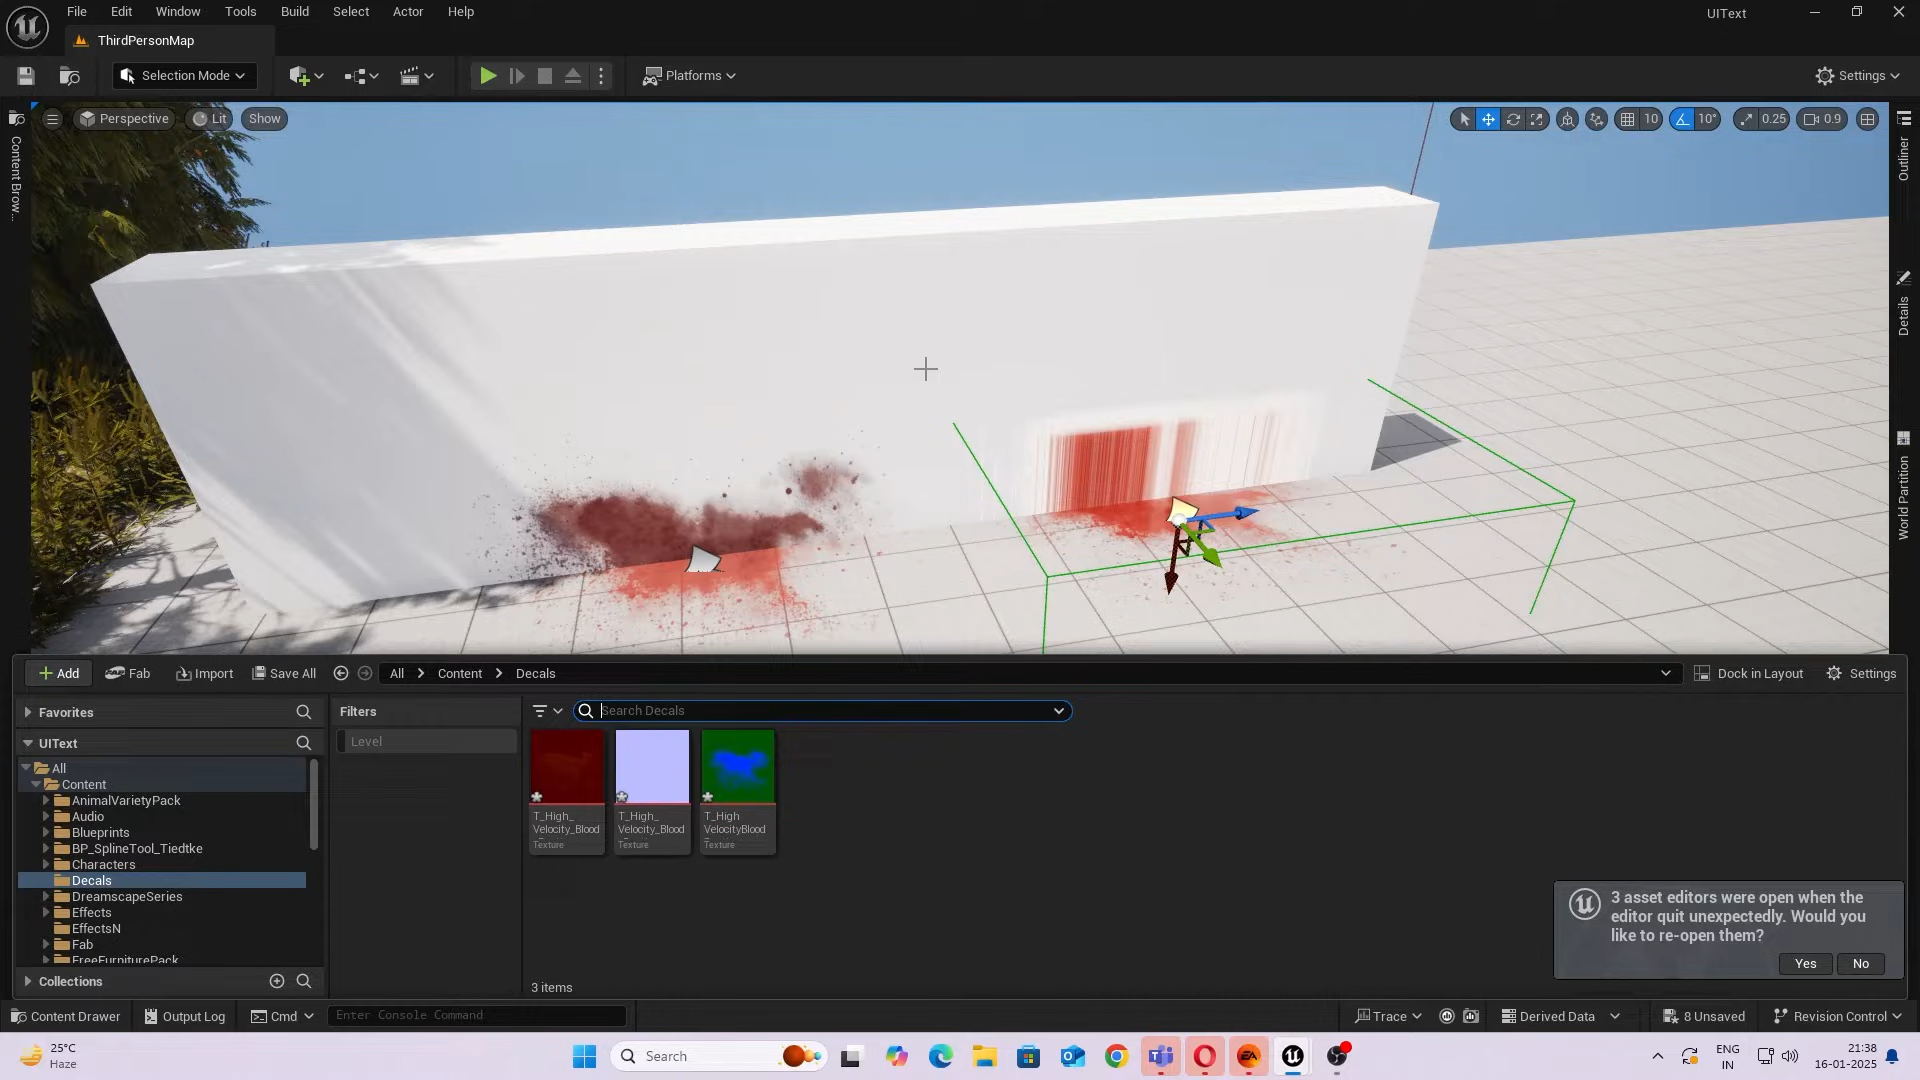 File Edit Window Tools Build Select Actor Help
UIText
ThirdPersonMap
Selection Mode
Platforms
Settings
Perspective Lit Show
10 10° 0.25 0.9
Content Brow...
Outliner
Details
World Partition
Add Fab Import Save All All Content Decals Dock in Layout Settings
Favorites
Filters
Search Decals
UIText
Level
All
Content
AnimalVarietyPack
Audio
Blueprints
BP_SplineTool_Tiedtke
Characters
Decals
DreamscapeSeries
Effects
EffectsN
Fab
FreeFurniturePack
Collections
T_High_
Velocity_Blood
Texture
T_High_
Velocity_Blood
Texture
T_High
VelocityBlood
Texture
3 items
3 asset editors were open when the
editor quit unexpectedly. Would you
like to re-open them?
Yes No
Content Drawer Output Log Cmd Enter Console Command Trace Derived Data 8 Unsaved Revision Control
25°C
Haze
Search
ENG
IN
21:38
16-01-2025